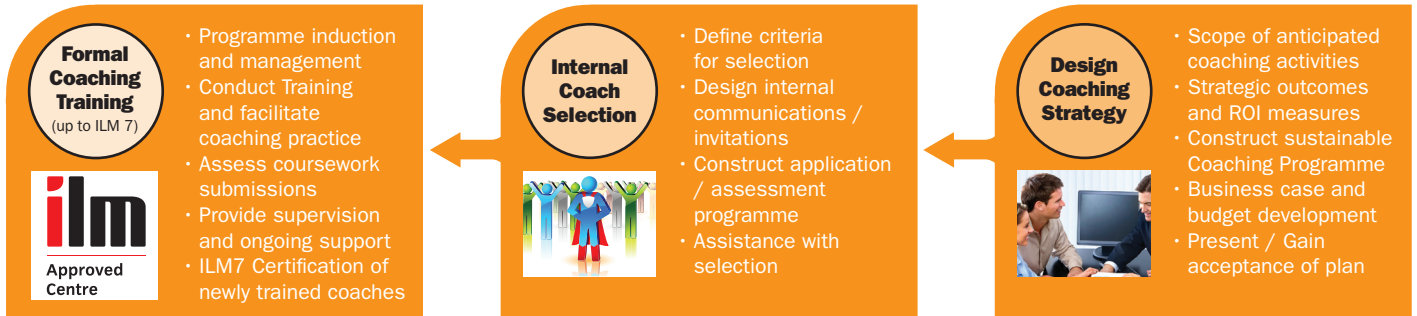 Formal
Coaching
Training
(up to ILM 7)
ilm
Approved
Centre
· Programme induction
and management
· Conduct Training
and facilitate
coaching practice
· Assess coursework
submissions
· Provide supervision
and ongoing support
· ILM7 Certification of
newly trained coaches
Internal
Coach
Selection
· Define criteria
for selection
· Design internal
communications /
invitations
· Construct application
/ assessment
programme
· Assistance with
selection
Design
Coaching
Strategy
· Scope of anticipated
coaching activities
· Strategic outcomes
and ROI measures
· Construct sustainable
Coaching Programme
· Business case and
budget development
· Present / Gain
acceptance of plan